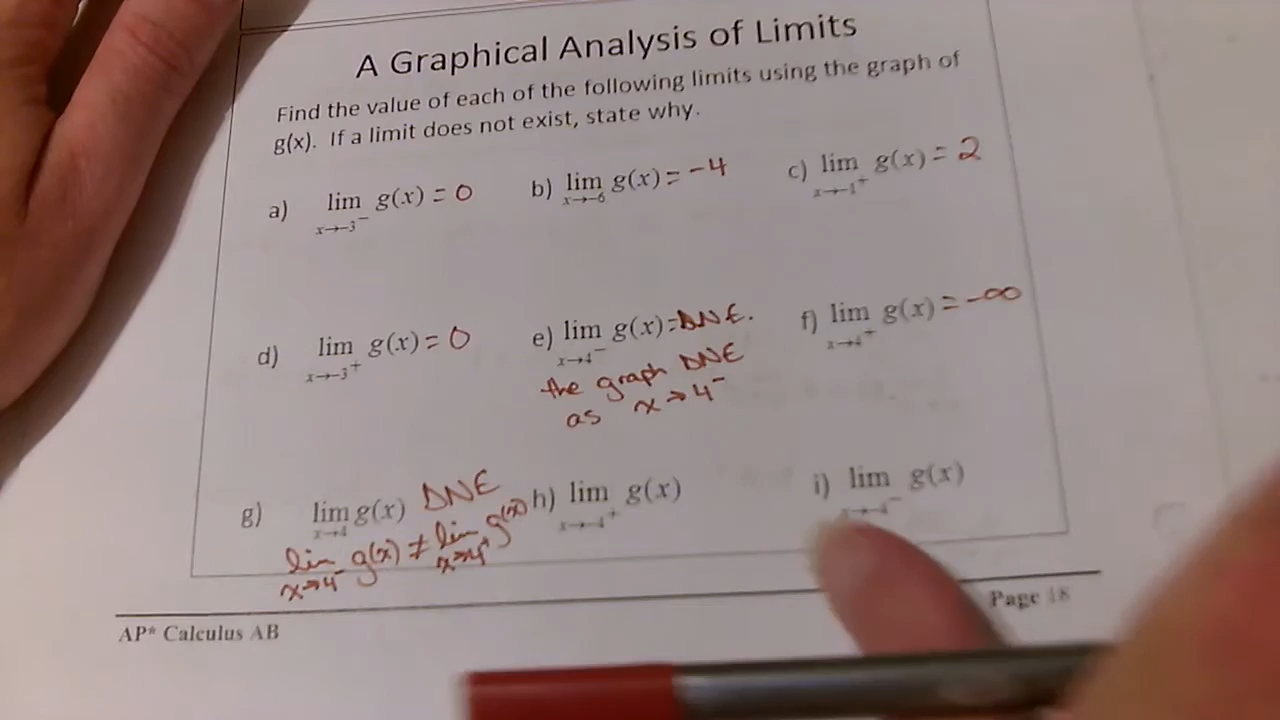 A Graphical Analysis of Limits
Find the value of each of the following limits using the graph of
g(x). If a limit does not exist, state why.
a) lim g(x) = 0
x→-3⁻
b) lim g(x) = -4
x→-6
c) lim g(x) = 2
x→-1⁺
d) lim g(x) = 0
x→-3⁺
e) lim g(x) = DNE.
x→4⁻
the graph DNE
as x→4⁻
f) lim g(x) = -∞
x→4⁺
g) lim g(x) DNE
x→4
lim g(x) ≠ lim g(x)
x→4⁻ x→4⁺
h) lim g(x)
x→-4⁺
i) lim g(x)
x→-4⁻
AP* Calculus AB
Page 18